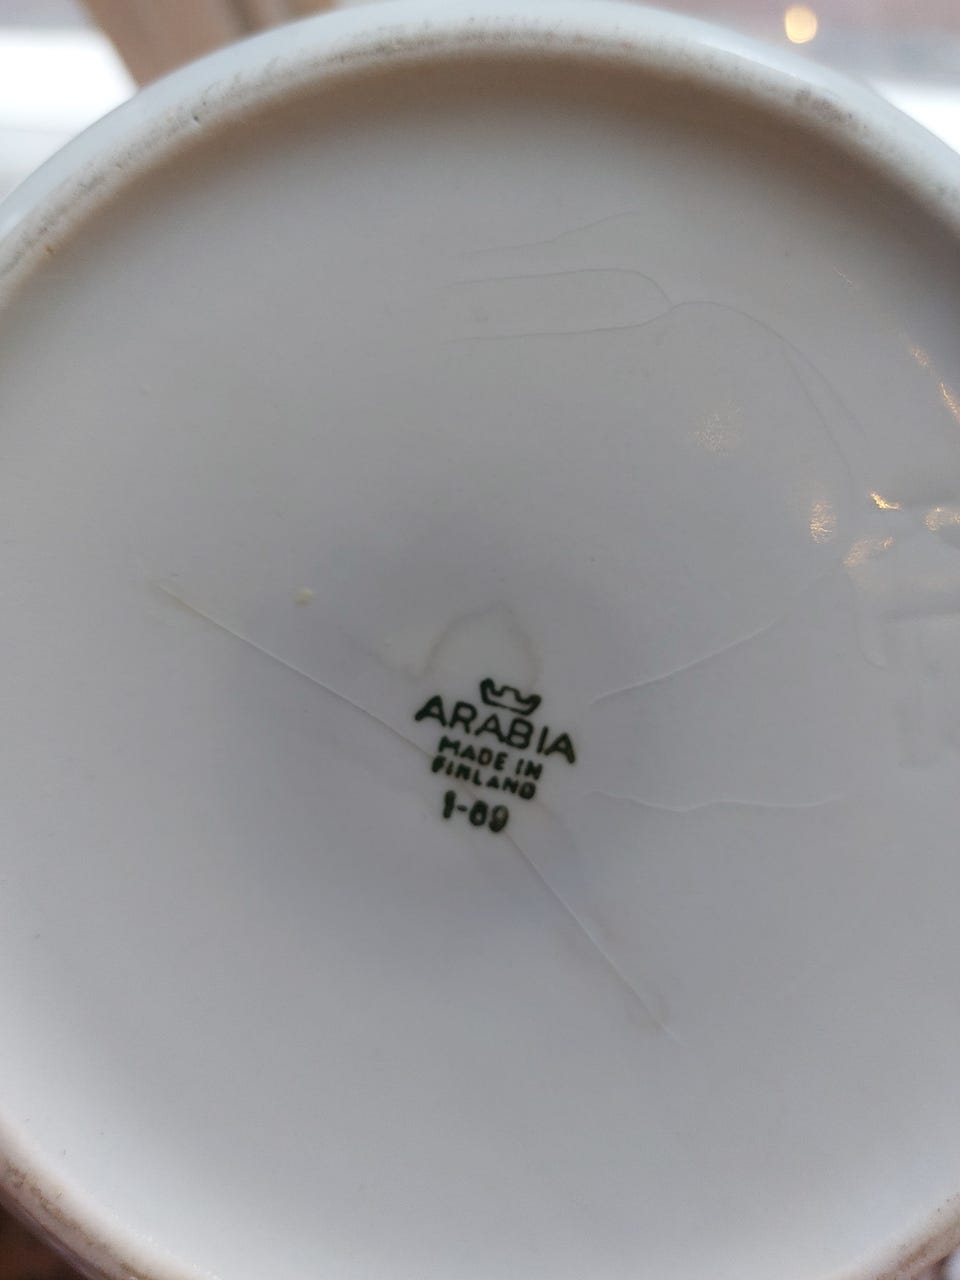 ARABIA
MADE IN
FINLAND
1-69